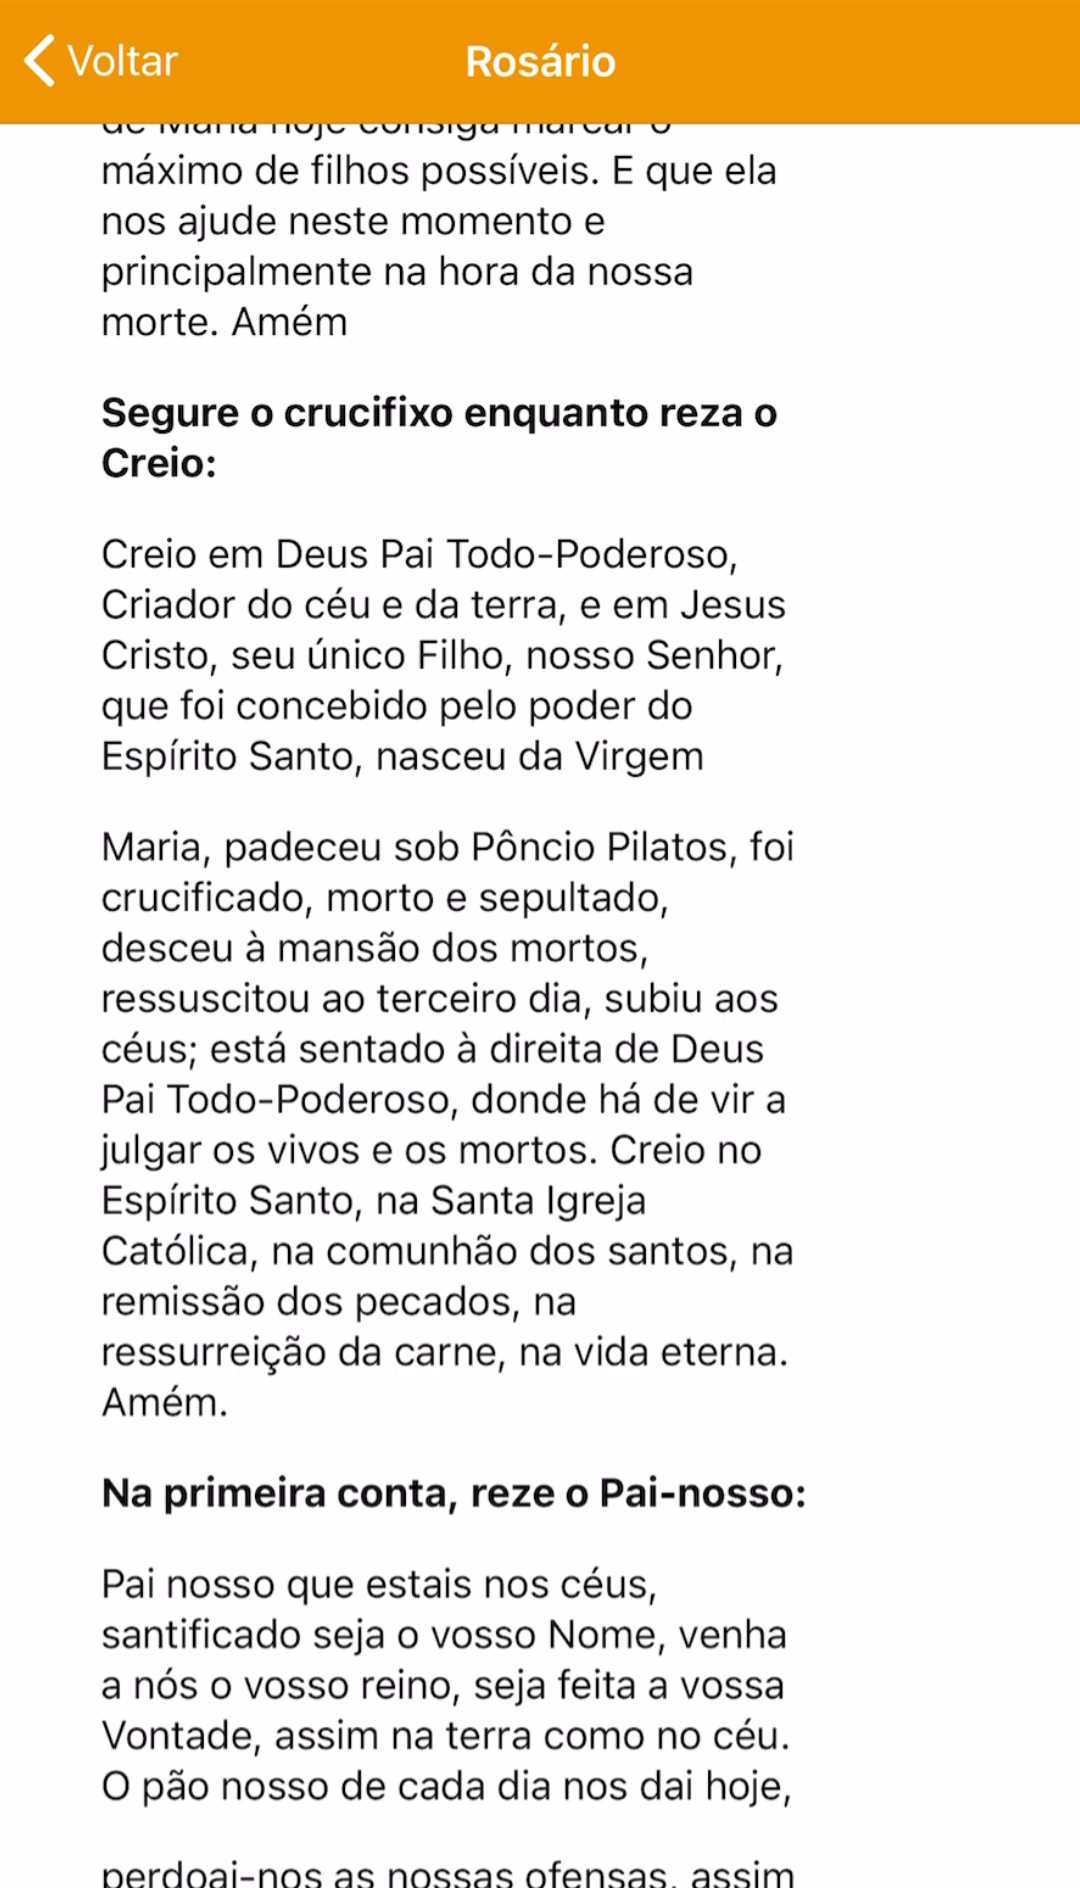 Voltar
Rosário
de Maria hoje consiga marcar o
máximo de filhos possíveis. E que ela
nos ajude neste momento e
principalmente na hora da nossa
morte. Amém
Segure o crucifixo enquanto reza o
Creio:
Creio em Deus Pai Todo-Poderoso,
Criador do céu e da terra, e em Jesus
Cristo, seu único Filho, nosso Senhor,
que foi concebido pelo poder do
Espírito Santo, nasceu da Virgem
Maria, padeceu sob Pôncio Pilatos, foi
crucificado, morto e sepultado,
desceu à mansão dos mortos,
ressuscitou ao terceiro dia, subiu aos
céus; está sentado à direita de Deus
Pai Todo-Poderoso, donde há de vir a
julgar os vivos e os mortos. Creio no
Espírito Santo, na Santa Igreja
Católica, na comunhão dos santos, na
remissão dos pecados, na
ressurreição da carne, na vida eterna.
Amém.
Na primeira conta, reze o Pai-nosso:
Pai nosso que estais nos céus,
santificado seja o vosso Nome, venha
a nós o vosso reino, seja feita a vossa
Vontade, assim na terra como no céu.
O pão nosso de cada dia nos dai hoje,
perdoai-nos as nossas ofensas, assim